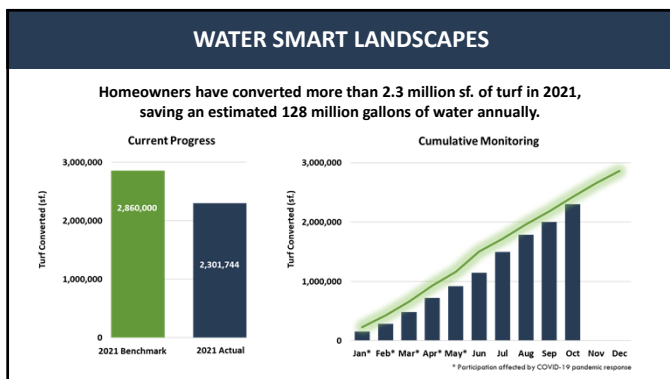 WATER SMART LANDSCAPES
Homeowners have converted more than 2.3 million sf. of turf in 2021,
saving an estimated 128 million gallons of water annually.
Current Progress
Turf Converted (sf.)
3,000,000
2,000,000
1,000,000
0
2,860,000
2,301,744
2021 Benchmark
2021 Actual
Cumulative Monitoring
Turf Converted (sf.)
3,000,000
2,000,000
1,000,000
0
Jan* Feb* Mar* Apr* May* Jun Jul Aug Sep Oct Nov Dec
* Participation affected by COVID-19 pandemic response